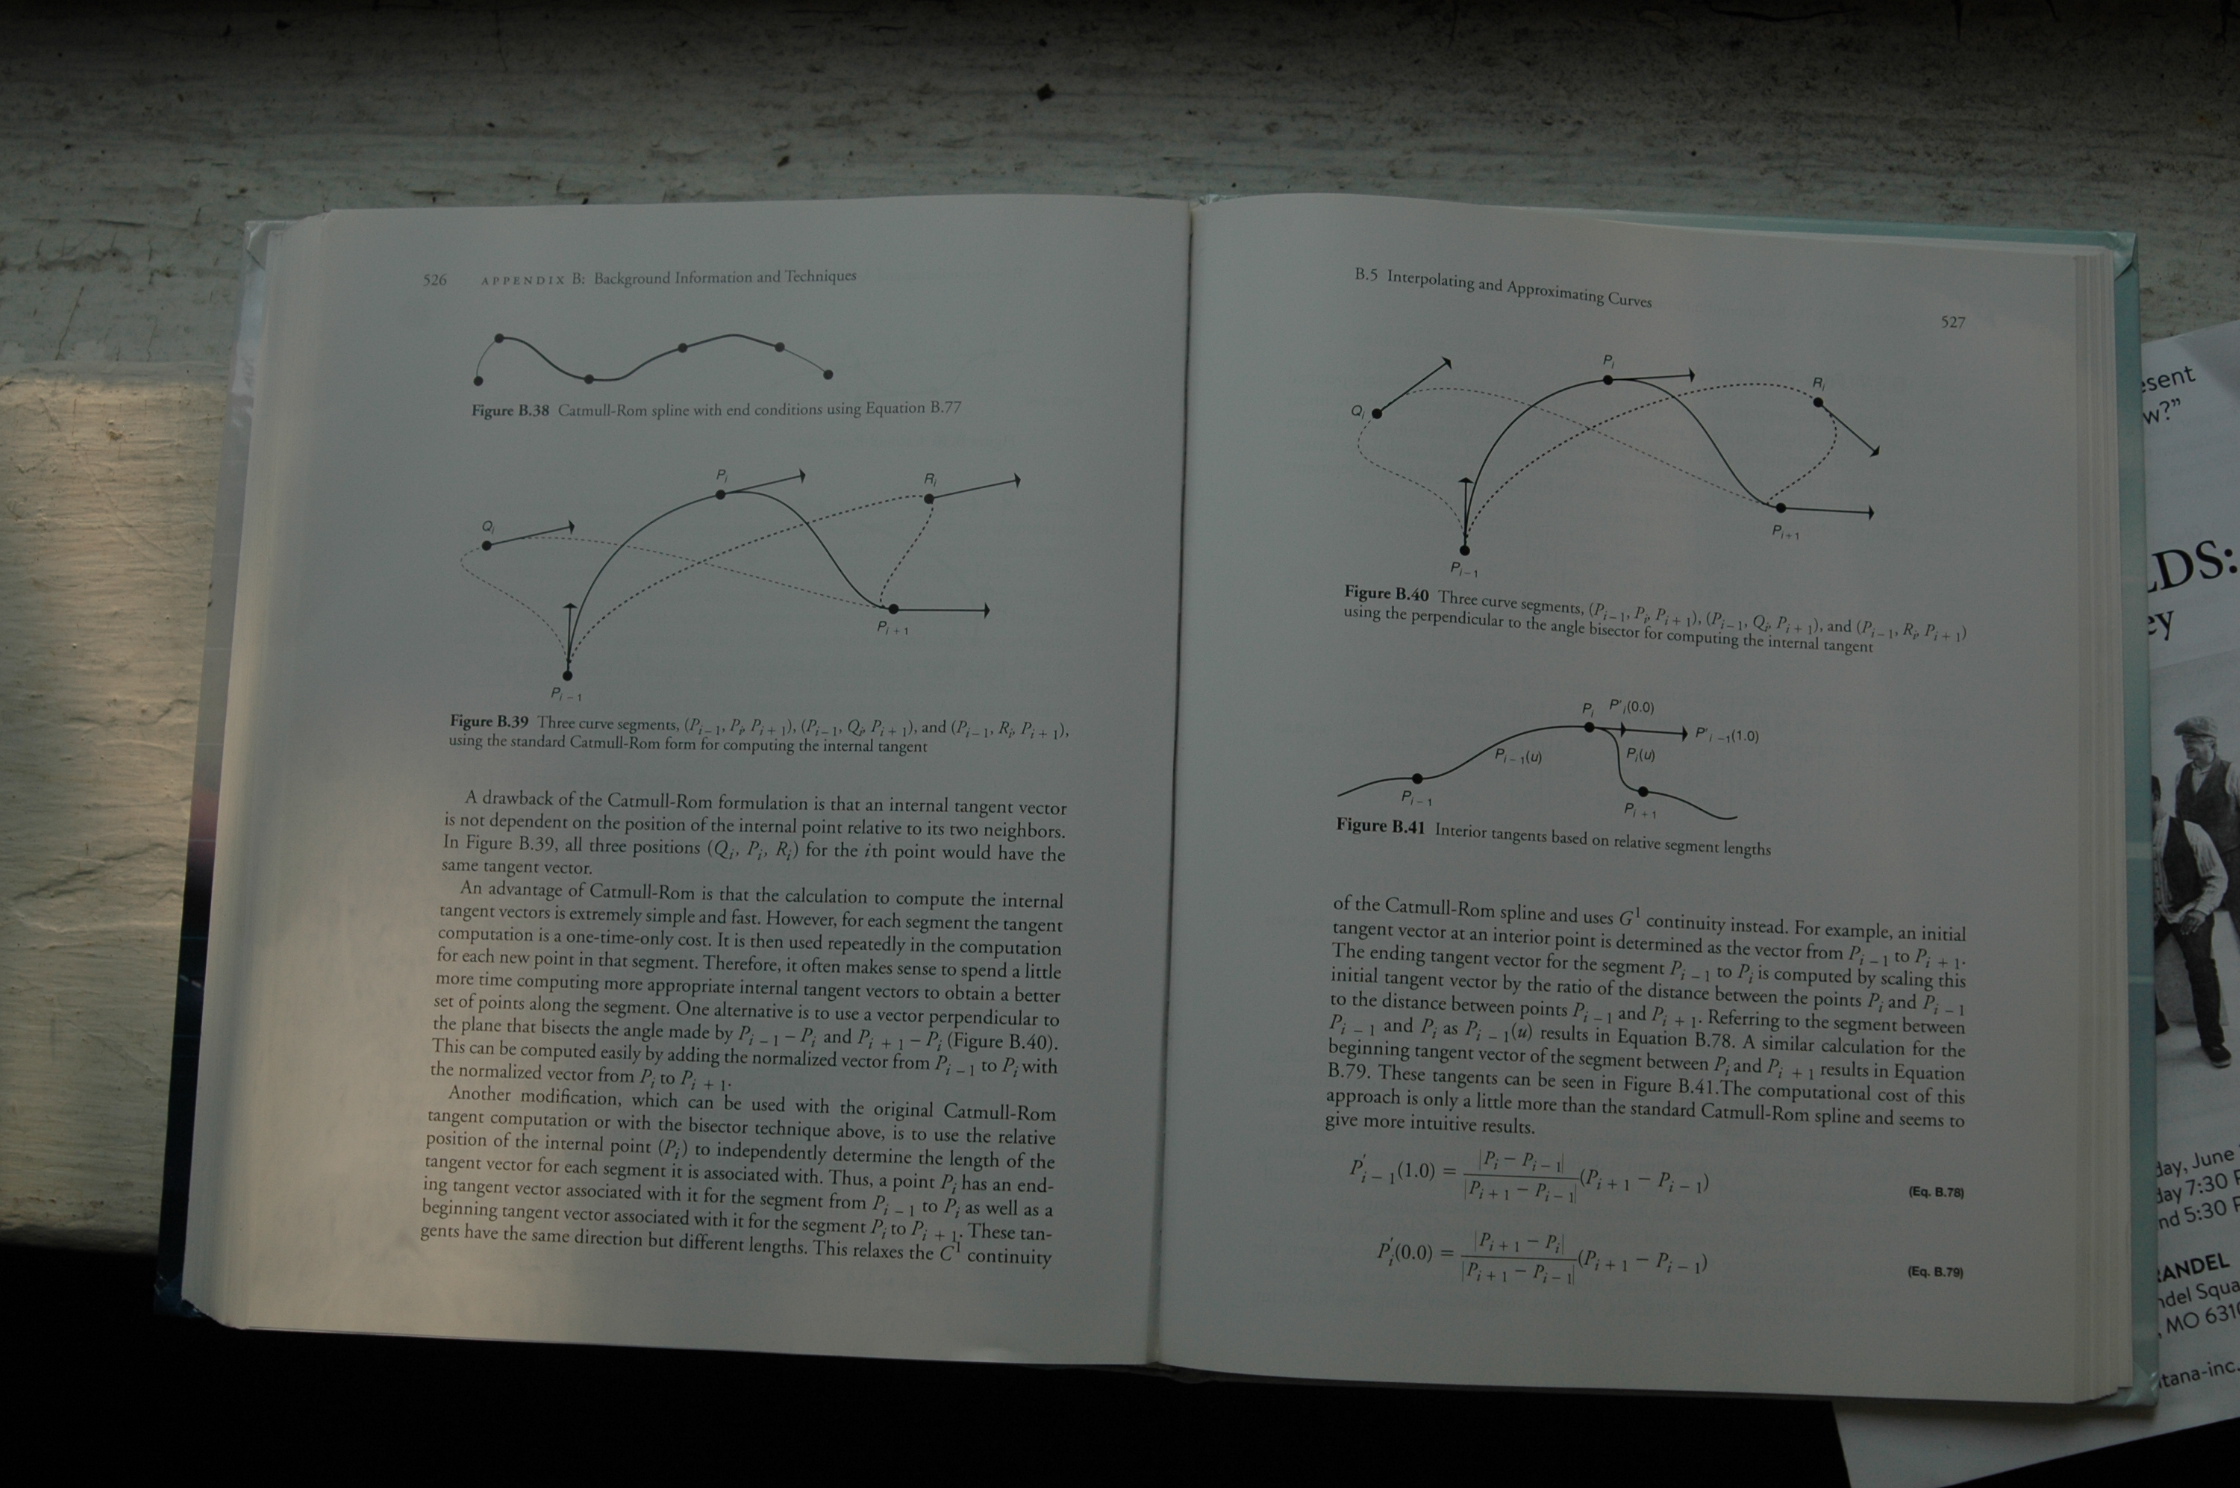 526 APPENDIX B: Background Information and Techniques
Figure B.38 Catmull-Rom spline with end conditions using Equation B.77
P_i
R_i
Q_i
P_{i+1}
P_{i-1}
Figure B.39 Three curve segments, (P_{i-1}, P_i, P_{i+1}), (P_{i-1}, Q_i, P_{i+1}), and (P_{i-1}, R_i, P_{i+1}),
using the standard Catmull-Rom form for computing the internal tangent
A drawback of the Catmull-Rom formulation is that an internal tangent vector
is not dependent on the position of the internal point relative to its two neighbors.
In Figure B.39, all three positions (Q_i, P_i, R_i) for the ith point would have the
same tangent vector.
An advantage of Catmull-Rom is that the calculation to compute the internal
tangent vectors is extremely simple and fast. However, for each segment the tangent
computation is a one-time-only cost. It is then used repeatedly in the computation
for each new point in that segment. Therefore, it often makes sense to spend a little
more time computing more appropriate internal tangent vectors to obtain a better
set of points along the segment. One alternative is to use a vector perpendicular to
the plane that bisects the angle made by P_{i-1} − P_i and P_{i+1} − P_i (Figure B.40).
This can be computed easily by adding the normalized vector from P_{i-1} to P_i with
the normalized vector from P_i to P_{i+1}.
Another modification, which can be used with the original Catmull-Rom
tangent computation or with the bisector technique above, is to use the relative
position of the internal point (P_i) to independently determine the length of the
tangent vector for each segment it is associated with. Thus, a point P_i has an end-
ing tangent vector associated with it for the segment from P_{i-1} to P_i as well as a
beginning tangent vector associated with it for the segment P_i to P_{i+1}. These tan-
gents have the same direction but different lengths. This relaxes the C^1 continuity
B.5 Interpolating and Approximating Curves
527
P_i
R_i
Q_i
P_{i+1}
P_{i-1}
Figure B.40 Three curve segments, (P_{i-1}, P_i, P_{i+1}), (P_{i-1}, Q_i, P_{i+1}), and (P_{i-1}, R_i, P_{i+1})
using the perpendicular to the angle bisector for computing the internal tangent
P_i P'_i(0.0)
P'_{i-1}(1.0)
P_{i-1}(u) P_i(u)
P_{i-1}
P_{i+1}
Figure B.41 Interior tangents based on relative segment lengths
of the Catmull-Rom spline and uses G^1 continuity instead. For example, an initial
tangent vector at an interior point is determined as the vector from P_{i-1} to P_{i+1}.
The ending tangent vector for the segment P_{i-1} to P_i is computed by scaling this
initial tangent vector by the ratio of the distance between the points P_i and P_{i-1}
to the distance between points P_{i-1} and P_{i+1}. Referring to the segment between
P_{i-1} and P_i as P_{i-1}(u) results in Equation B.78. A similar calculation for the
beginning tangent vector of the segment between P_i and P_{i+1} results in Equation
B.79. These tangents can be seen in Figure B.41.The computational cost of this
approach is only a little more than the standard Catmull-Rom spline and seems to
give more intuitive results.
P'_{i-1}(1.0) = |P_i − P_{i-1}| / |P_{i+1} − P_{i-1}| (P_{i+1} − P_{i-1}) (Eq. B.78)
P'_i(0.0) = |P_{i+1} − P_i| / |P_{i+1} − P_{i-1}| (P_{i+1} − P_{i-1}) (Eq. B.79)
esent
w?"
LDS:
ey
day, June
day 7:30 P
nd 5:30 P
RANDEL
ndel Squa
, MO 631
tana-inc.